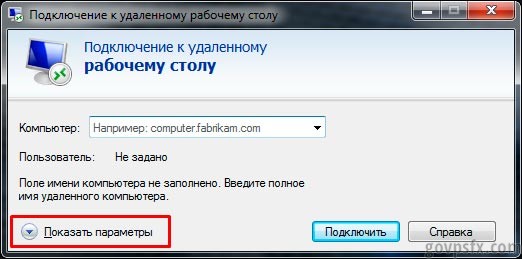 Подключение к удаленному рабочему столу
Подключение к удаленному
рабочему столу
Компьютер: Например: computer.fabrikam.com
Пользователь: Не задано
Поле имени компьютера не заполнено. Введите полное
имя удаленного компьютера.
Показать параметры Подключить Справка
govpsfx.com